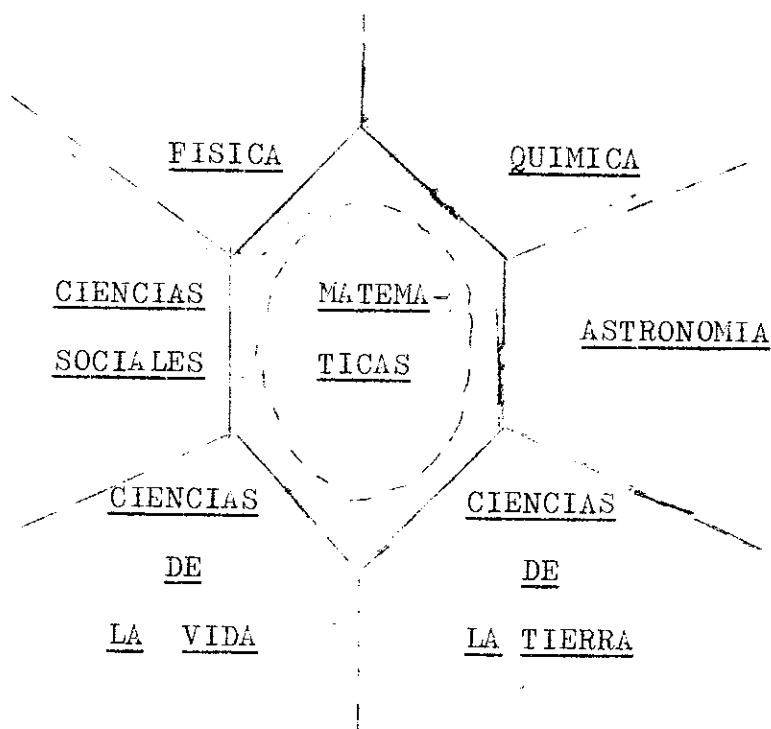 FISICA
QUIMICA
CIENCIAS
SOCIALES
MATEMA-
TICAS
ASTRONOMIA
CIENCIAS
DE
LA VIDA
CIENCIAS
DE
LA TIERRA